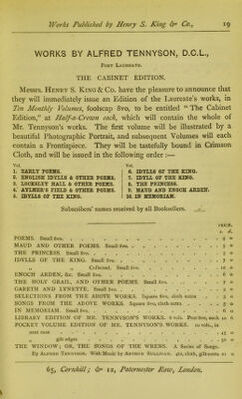 Works Published by Henry S. King & Co., 19
WORKS BY ALFRED TENNYSON, D.C.L.,
POET LAUREATE.
THE CABINET EDITION.
MESSRS. HENRY S. KING & CO. have the pleasure to announce that
they will immediately issue an Edition of the Laureate's works, in
Ten Monthly Volumes, foolscap 8vo, to be entitled "The Cabinet
Edition," at Half-a-Crown each, which will contain the whole of
Mr. Tennyson's works. The first volume will be illustrated by a
beautiful Photographic Portrait, and subsequent Volumes will each
contain a Frontispiece. They will be tastefully bound in Crimson
Cloth, and will be issued in the following order :—
Vol.
1. EARLY POEMS.
2. ENGLISH IDYLLS & OTHER POEMS.
3. LOCKSLEY HALL & OTHER POEMS.
4. AYLMER'S FIELD & OTHER POEMS.
5. IDYLLS OF THE KING.
Vol.
6. IDYLLS OF THE KING.
7. IDYLLS OF THE KING.
8. THE PRINCESS.
9. MAUD AND ENOCH ARDEN.
10. IN MEMORIAM.
Subscribers' names received by all Booksellers.
PRICE.
s. d.
POEMS. Small 8vo.
MAUD AND OTHER POEMS. Small 8vo.
THE PRINCESS. Small 8vo.
IDYLLS OF THE KING. Small 8vo.
Collected. Small 8vo.
ENOCH ARDEN, &c. Small 8vo.
THE HOLY GRAIL, AND OTHER POEMS. Small 8vo.
GARETH AND LYNETTE. Small 8vo.
SELECTIONS FROM THE ABOVE WORKS. Square 8vo, cloth extra
SONGS FROM THE ABOVE WORKS. Square 8vo, cloth extra
IN MEMORIAM. Small 8vo.
LIBRARY EDITION OF MR. TENNYSON'S WORKS. 6 vols. Post 8vo, each
POCKET VOLUME EDITION OF MR. TENNYSON'S WORKS. 10 vols., in
neat case
gilt edges
THE WINDOW; OR, THE SONGS OF THE WRENS. A Series of Songs.
By ALFRED TENNYSON. With Music by ARTHUR SULLIVAN. 4to, cloth, gilt extra
65, Cornhill; & 12, Paternoster Row, London.